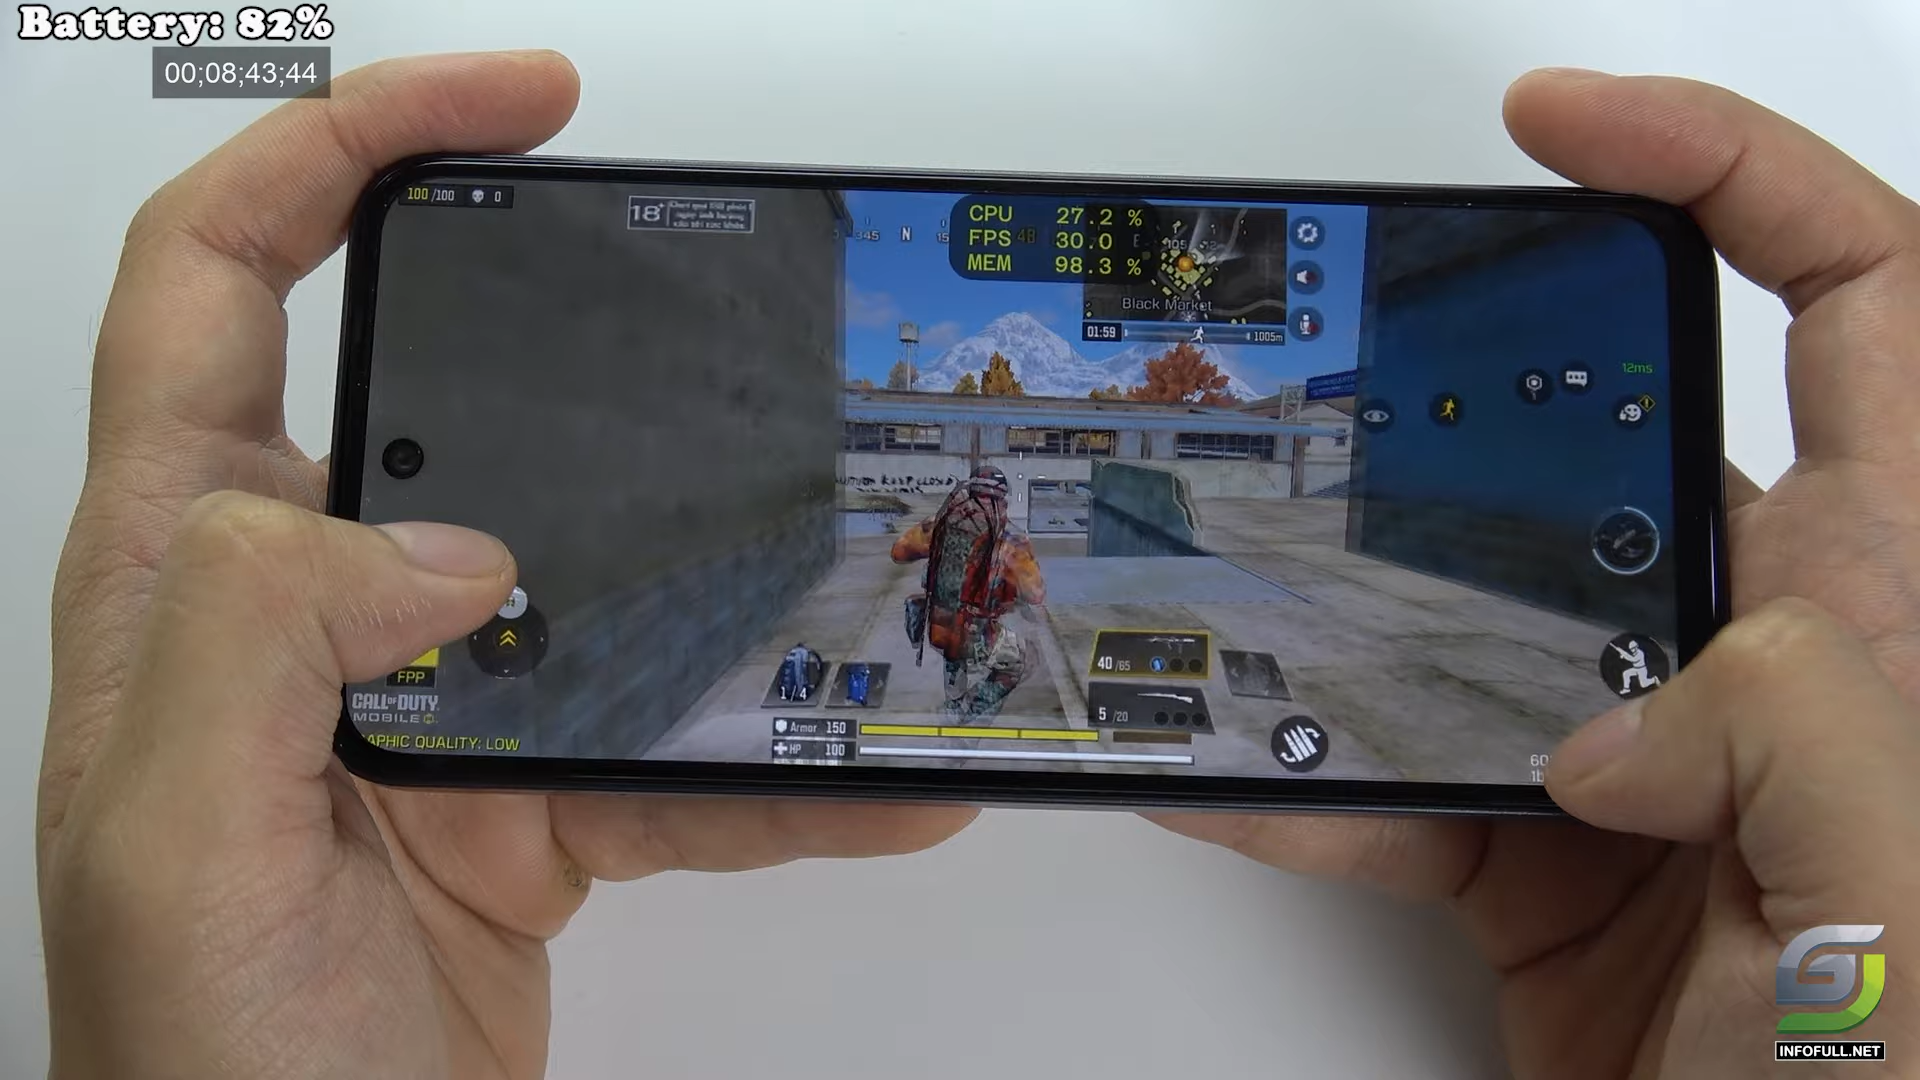 Battery: 82%
00;08;43;44
100/100 0
18+
345 N 15
CPU 27.2 %
FPS 30.0
MEM 98.3 %
105
Black Market
01:59 1005m
12ms
FPP
CALL OF DUTY
MOBILE
APHIC QUALITY: LOW
1/4
40/65
5/20
Armor 150
HP 100
INFOFULL.NET